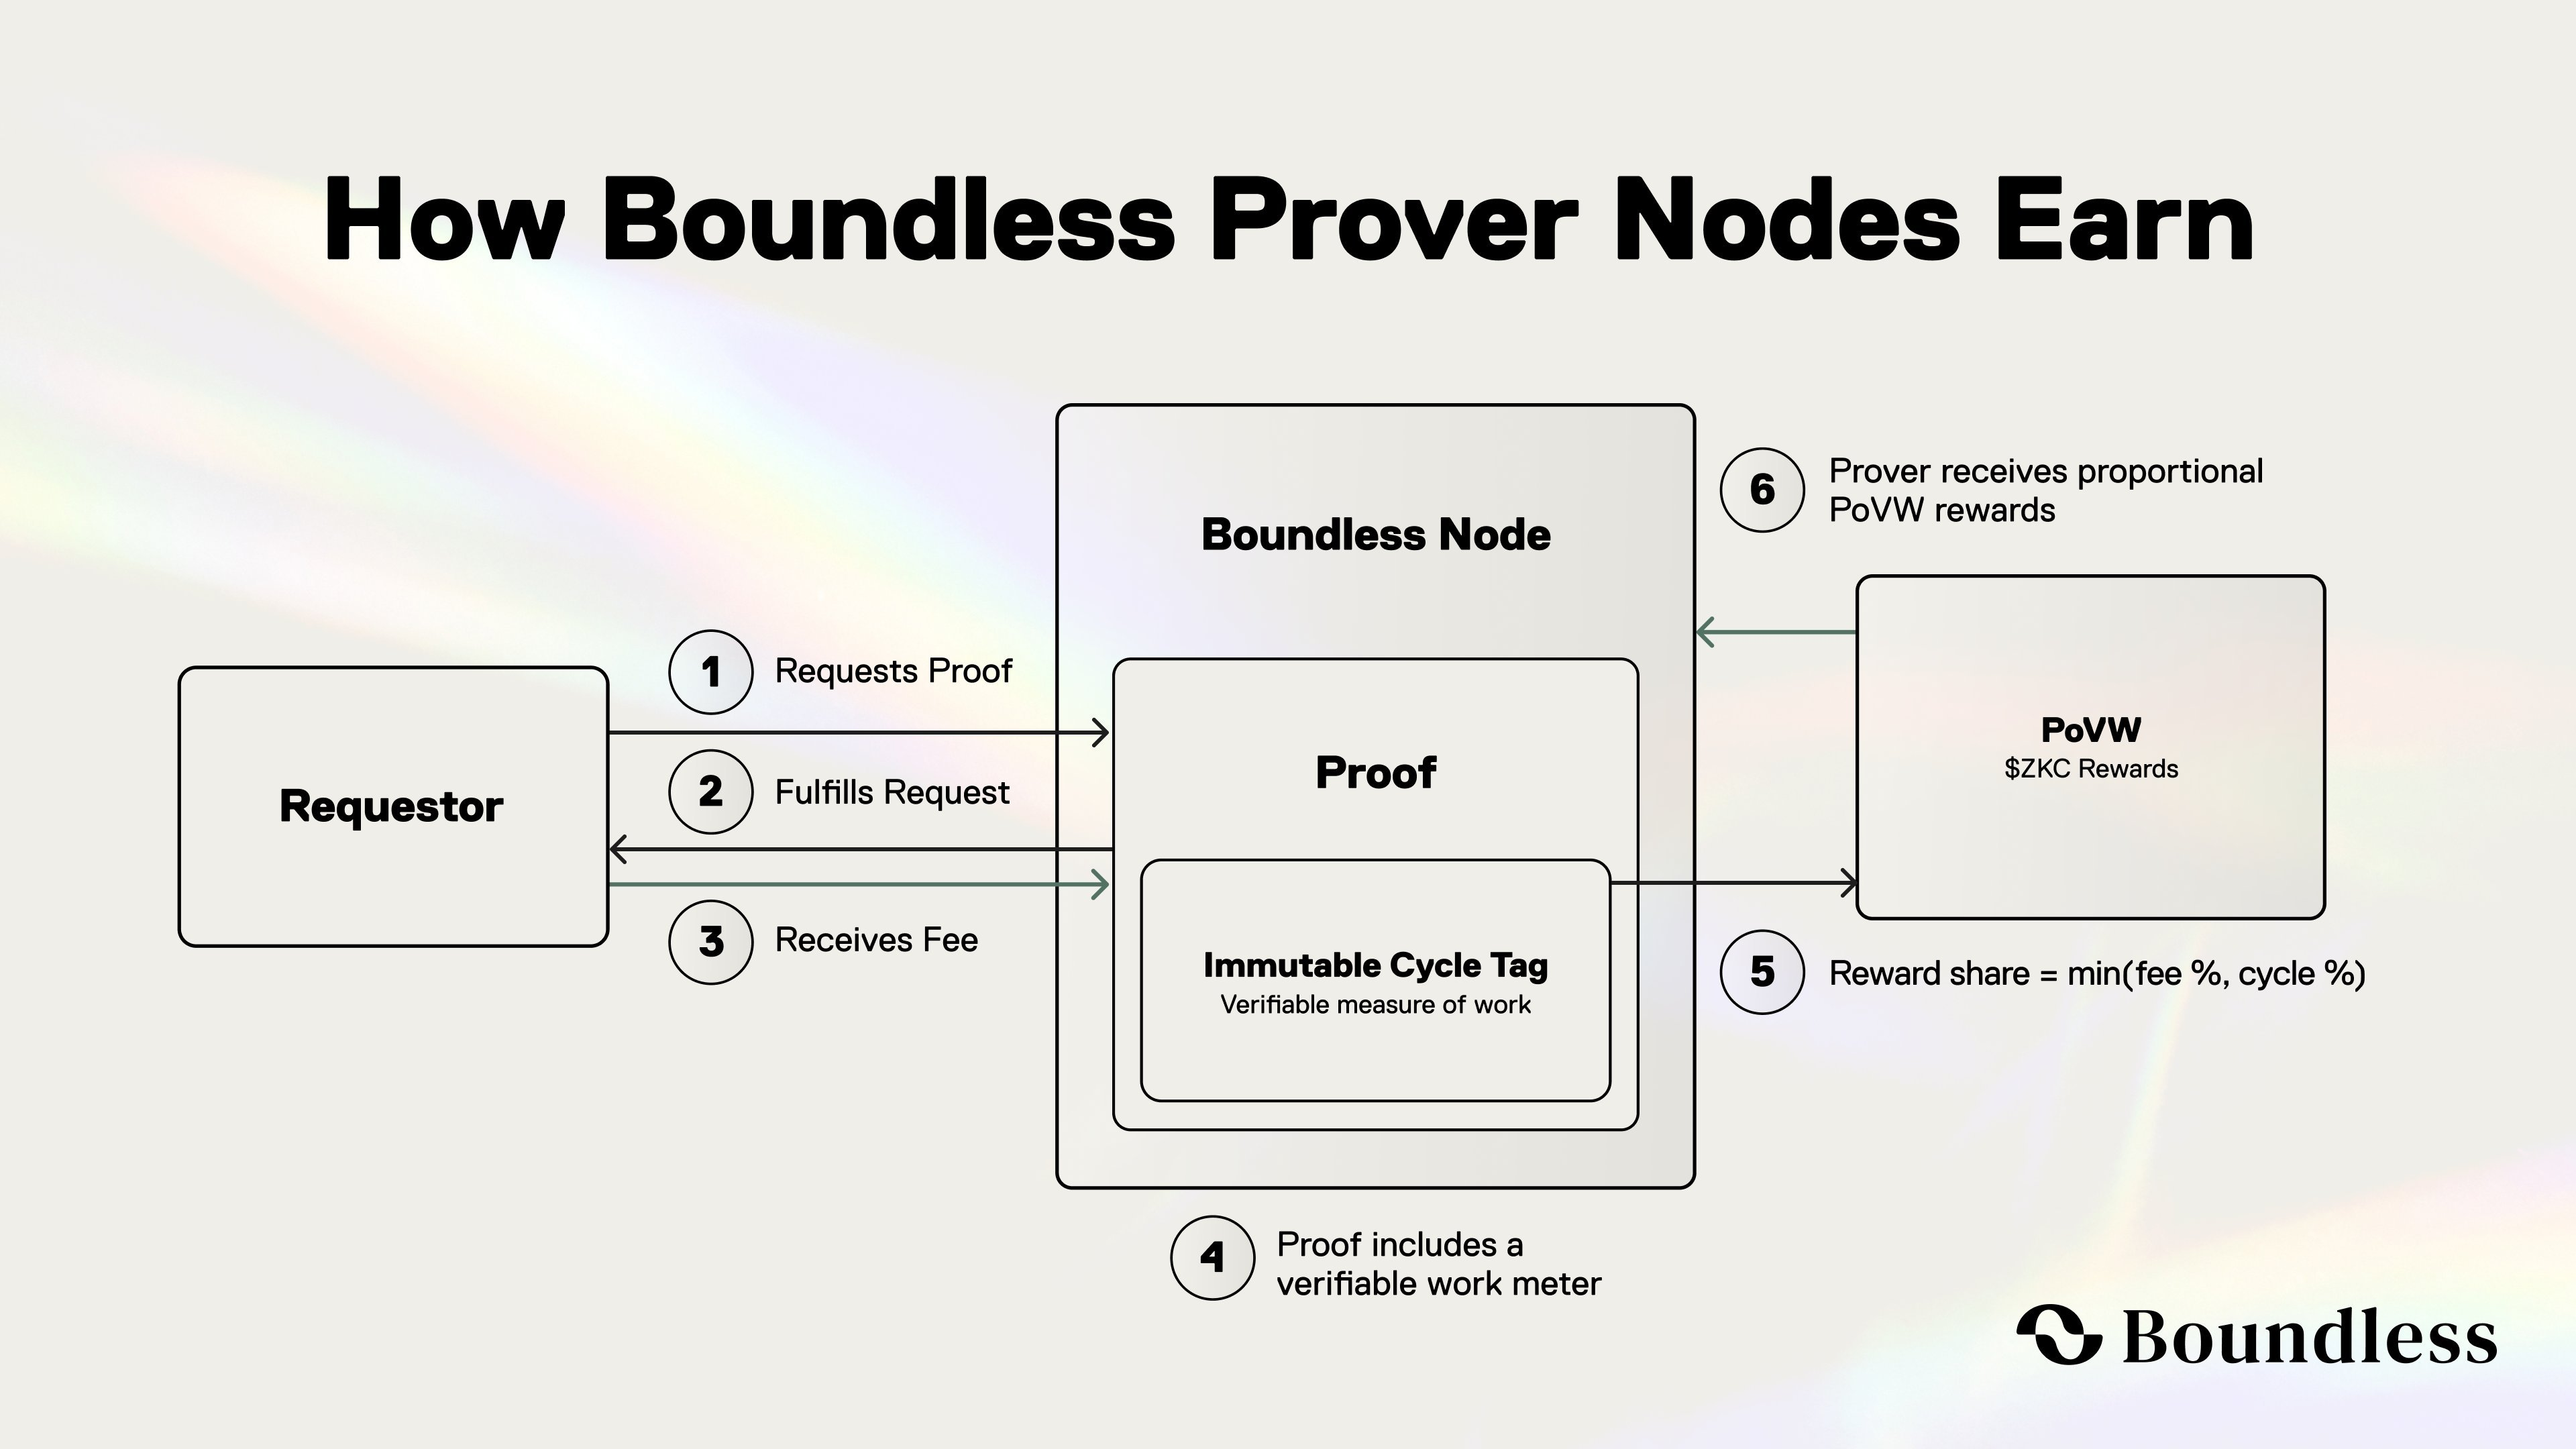 How Boundless Prover Nodes Earn
Requestor
1
Requests Proof
2
Fulfills Request
3
Receives Fee
Boundless Node
Proof
Immutable Cycle Tag
Verifiable measure of work
4
Proof includes a
verifiable work meter
5
Reward share = min(fee %, cycle %)
6
Prover receives proportional
PoVW rewards
PoVW
$ZKC Rewards
Boundless